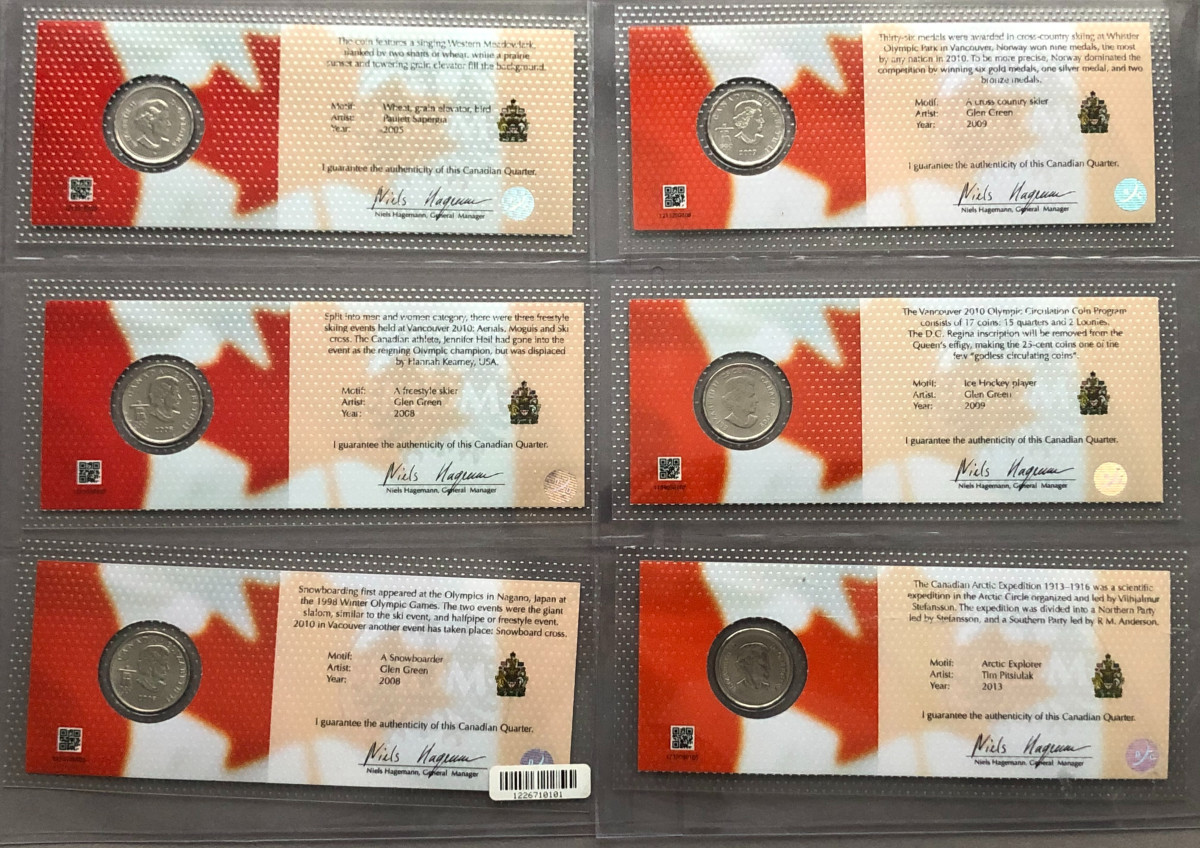 The coin features a singing Western Meadowlark,
flanked by two shafts of wheat, while a prairie
sunset and towering grain elevator fill the background.
Motif: Wheat, grain elevator, bird
Artist: Paulett Sapergia
Year: 2005
I guarantee the authenticity of this Canadian Quarter.
Niels Hagemann
Niels Hagemann, General Manager
Thirty-six medals were awarded in cross-country skiing at Whistler
Olympic Park in Vancouver, Norway won nine medals, the most
by any nation in 2010. To be more precise, Norway dominated the
competition by winning six gold medals, one silver medal, and two
bronze medals.
Motif: A cross country skier
Artist: Glen Green
Year: 2009
I guarantee the authenticity of this Canadian Quarter.
Niels Hagemann
Niels Hagemann, General Manager
Split into men and women category, there were three freestyle
skiing events held at Vancouver 2010: Aerials, Moguls and Ski
cross. The Canadian athlete, Jennifer Heil had gone into the
event as the reigning Olympic champion, but was displaced
by Hannah Kearney, USA.
Motif: A freestyle skier
Artist: Glen Green
Year: 2008
I guarantee the authenticity of this Canadian Quarter.
Niels Hagemann
Niels Hagemann, General Manager
The Vancouver 2010 Olympic Circulation Coin Program
consists of 17 coins: 15 quarters and 2 Loonies.
The D.G. Regina inscription will be removed from the
Queen's effigy, making the 25-cent coins one of the
few "godless circulating coins".
Motif: Ice Hockey player
Artist: Glen Green
Year: 2009
I guarantee the authenticity of this Canadian Quarter.
Niels Hagemann
Niels Hagemann, General Manager
Snowboarding first appeared at the Olympics in Nagano, Japan at
the 1998 Winter Olympic Games. The two events were the giant
slalom, similar to the ski event, and halfpipe or freestyle event.
2010 in Vacouver another event has taken place: Snowboard cross.
Motif: A Snowboarder
Artist: Glen Green
Year: 2008
I guarantee the authenticity of this Canadian Quarter.
Niels Hagemann
Niels Hagemann, General Manager
1226710101
The Canadian Arctic Expedition 1913–1916 was a scientific
expedition in the Arctic Circle organized and led by Vilhjalmur
Stefansson. The expedition was divided into a Northern Party
led by Stefansson, and a Southern Party led by R. M. Anderson.
Motif: Arctic Explorer
Artist: Tim Pitsiulak
Year: 2013
I guarantee the authenticity of this Canadian Quarter.
Niels Hagemann
Niels Hagemann, General Manager